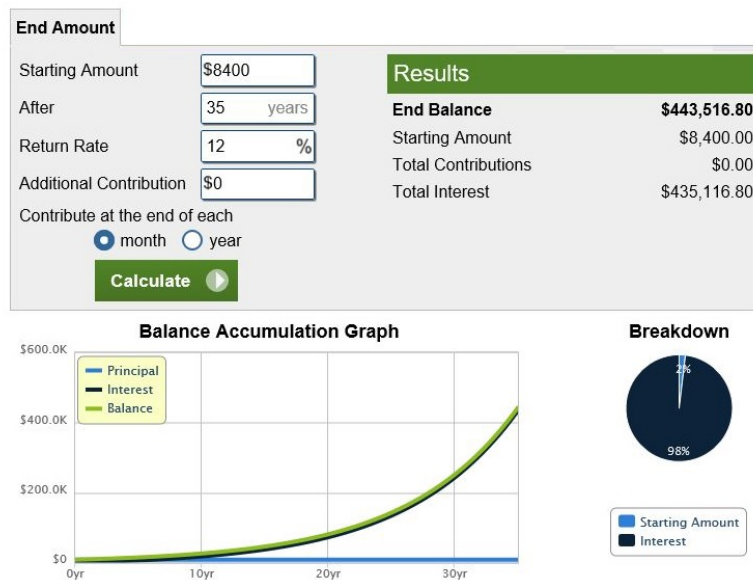 End Amount
Starting Amount $8400
After 35 years
Return Rate 12 %
Additional Contribution $0
Contribute at the end of each
month year
Calculate
Results
End Balance $443,516.80
Starting Amount $8,400.00
Total Contributions $0.00
Total Interest $435,116.80
Balance Accumulation Graph
$600.0K
$400.0K
$200.0K
$0
Principal
Interest
Balance
0yr 10yr 20yr 30yr
Breakdown
2%
98%
Starting Amount
Interest